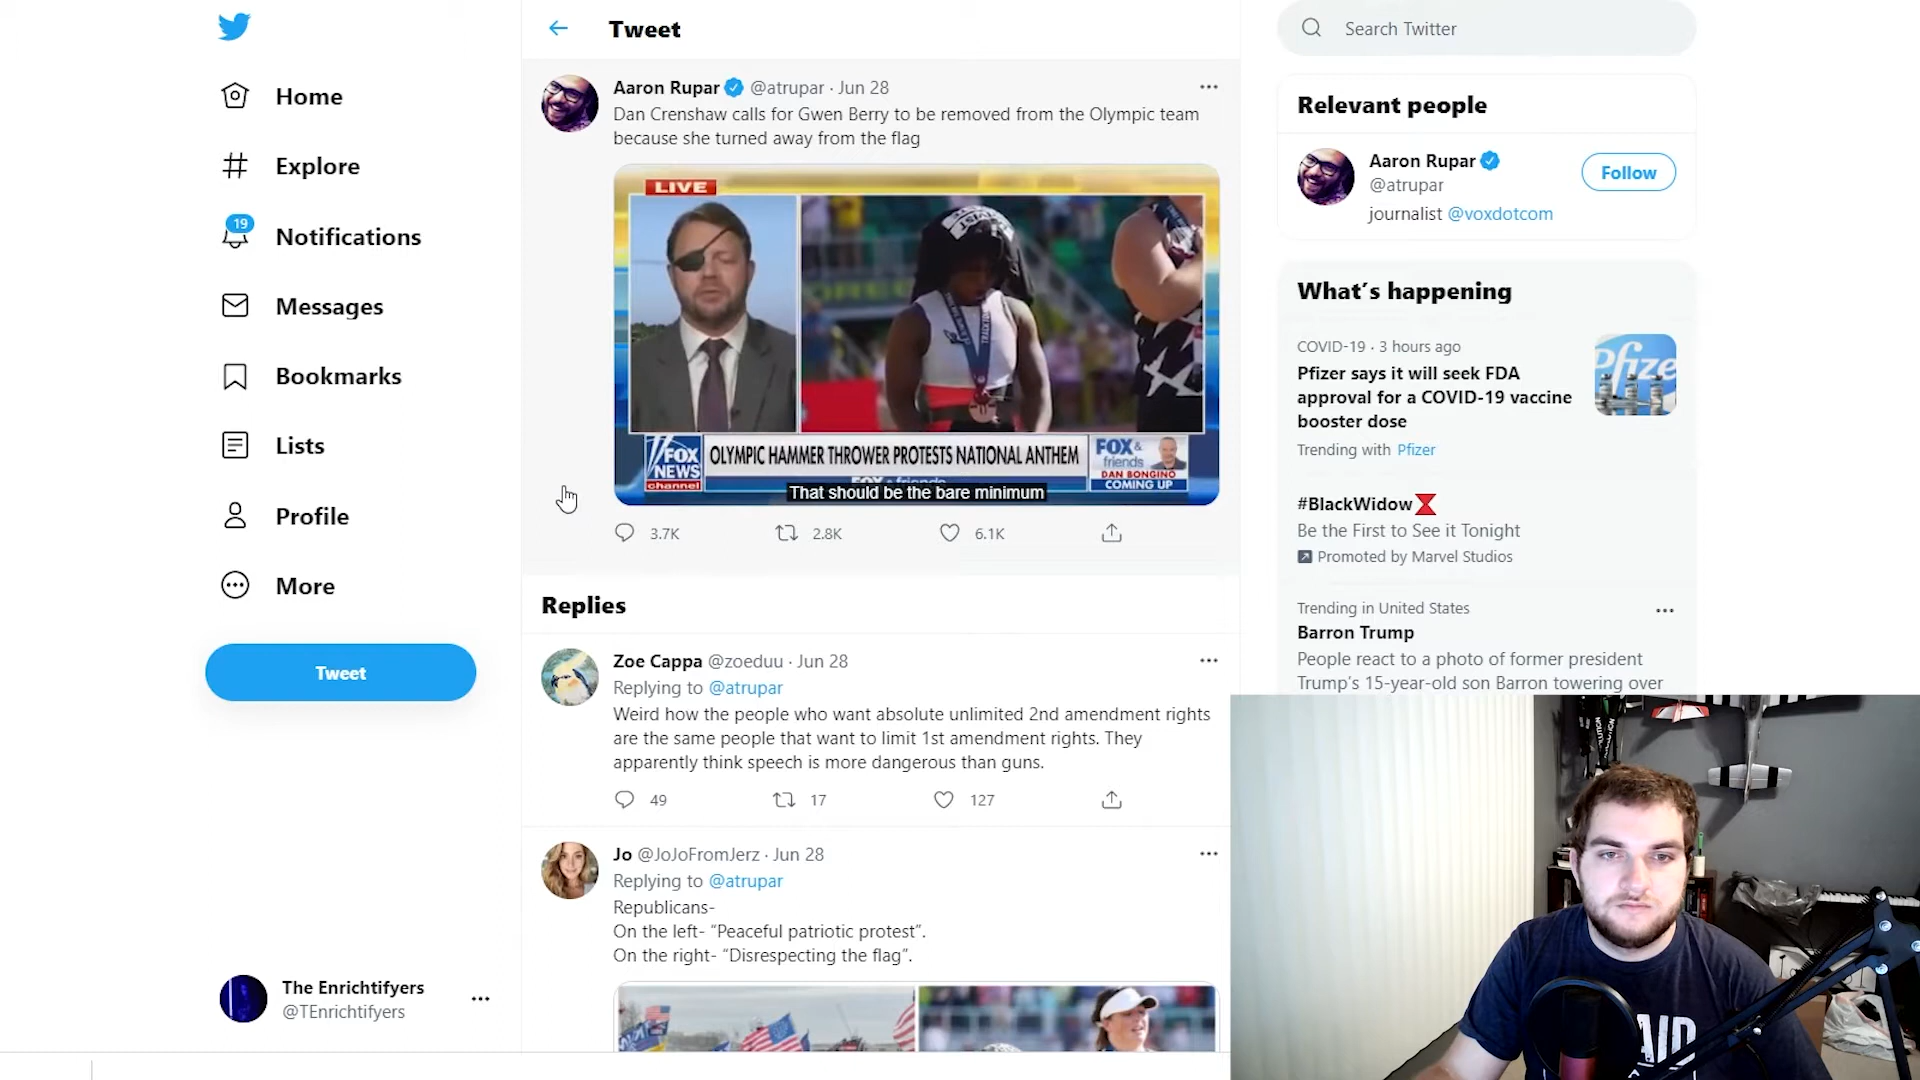 Home
Explore
19
Notifications
Messages
Bookmarks
Lists
Profile
More
Tweet
The Enrichtifyers
@TEnrichtifyers
Tweet
Aaron Rupar @atrupar · Jun 28
Dan Crenshaw calls for Gwen Berry to be removed from the Olympic team
because she turned away from the flag
LIVE
FOX
NEWS
channel
OLYMPIC HAMMER THROWER PROTESTS NATIONAL ANTHEM
FOX&
friends
DAN BONGINO
COMING UP
That should be the bare minimum
3.7K
2.8K
6.1K
Replies
Zoe Cappa @zoeduu · Jun 28
Replying to @atrupar
Weird how the people who want absolute unlimited 2nd amendment rights
are the same people that want to limit 1st amendment rights. They
apparently think speech is more dangerous than guns.
49
17
127
Jo @JoJoFromJerz · Jun 28
Replying to @atrupar
Republicans-
On the left- “Peaceful patriotic protest”.
On the right- “Disrespecting the flag”.
Search Twitter
Relevant people
Aaron Rupar
@atrupar
Follow
journalist @voxdotcom
What’s happening
COVID-19 · 3 hours ago
Pfizer says it will seek FDA
approval for a COVID-19 vaccine
booster dose
Trending with Pfizer
Pfize
#BlackWidow
Be the First to See it Tonight
Promoted by Marvel Studios
Trending in United States
Barron Trump
People react to a photo of former president
Trump’s 15-year-old son Barron towering over